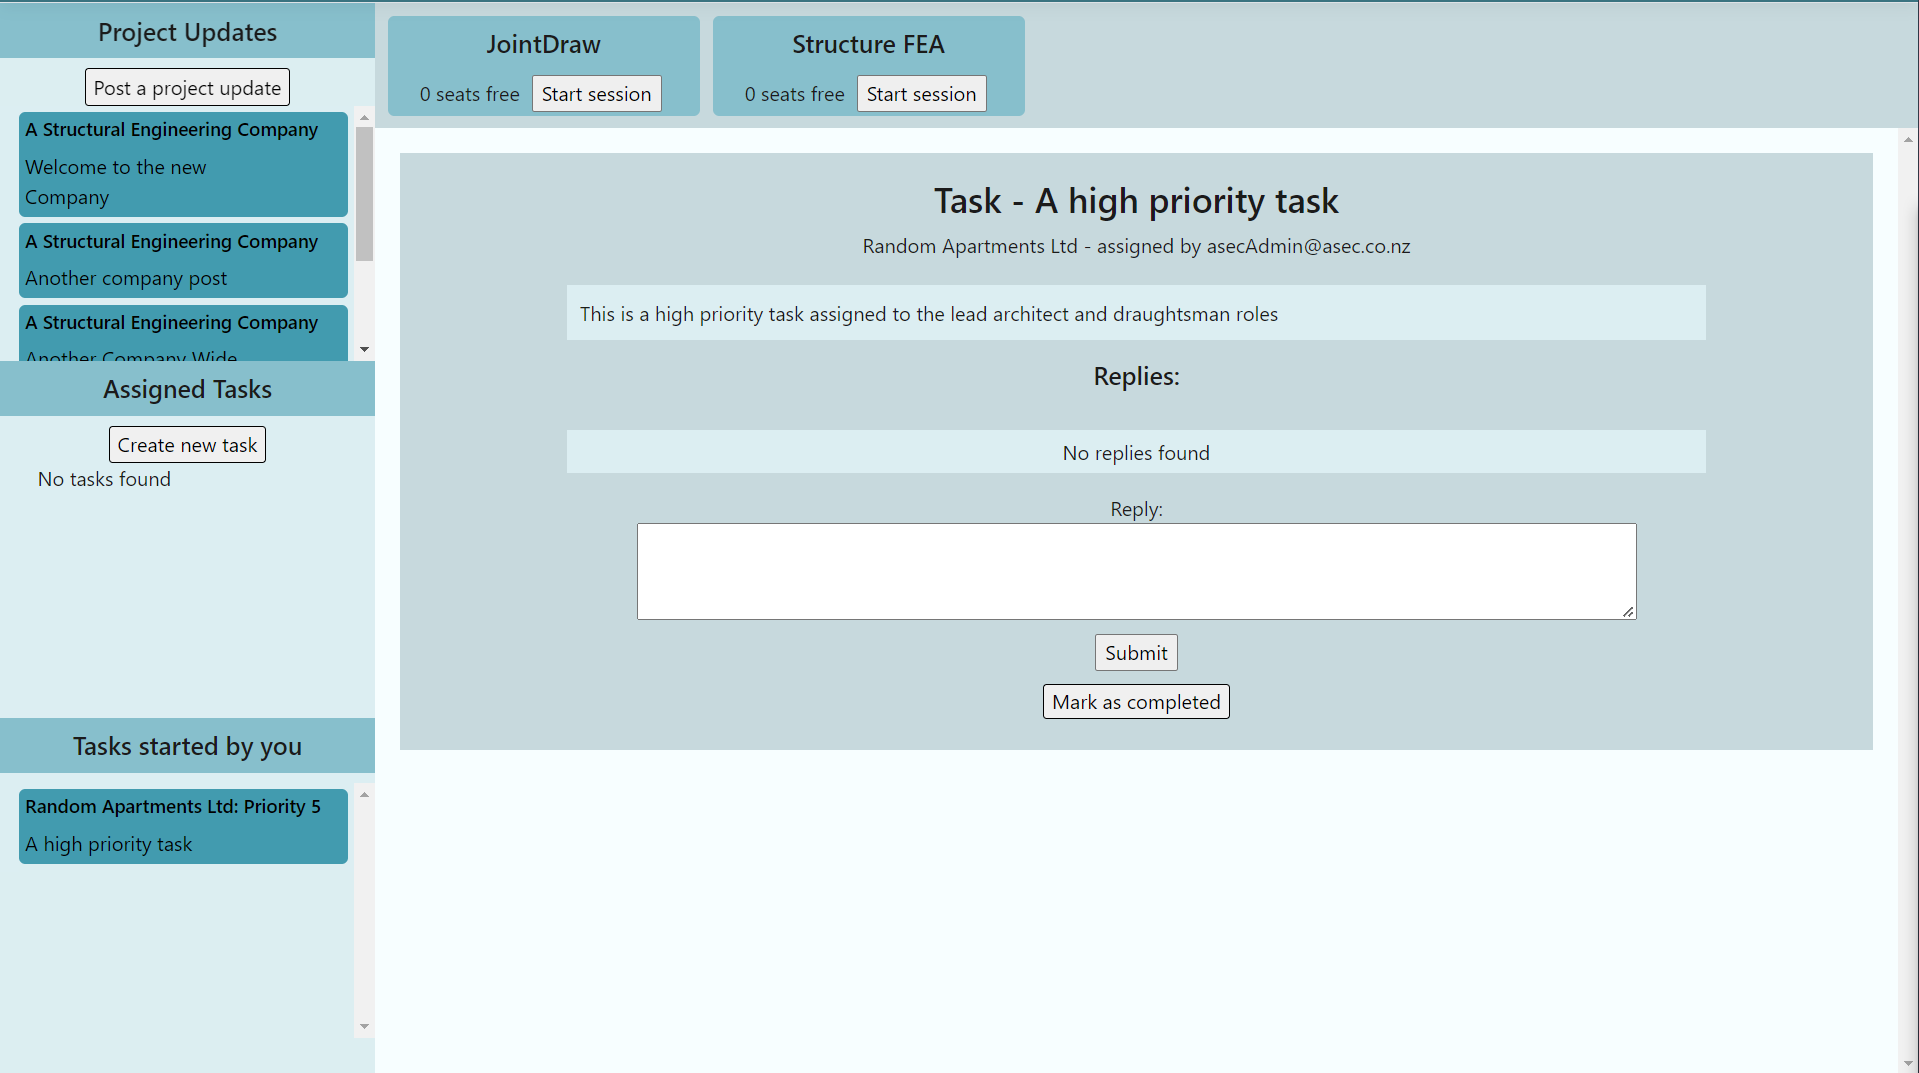 Project Updates
Post a project update
A Structural Engineering Company
Welcome to the new
Company
A Structural Engineering Company
Another company post
A Structural Engineering Company
Another Company Wide
Assigned Tasks
Create new task
No tasks found
Tasks started by you
Random Apartments Ltd: Priority 5
A high priority task
JointDraw
0 seats free Start session
Structure FEA
0 seats free Start session
Task - A high priority task
Random Apartments Ltd - assigned by asecAdmin@asec.co.nz
This is a high priority task assigned to the lead architect and draughtsman roles
Replies:
No replies found
Reply:
Submit
Mark as completed